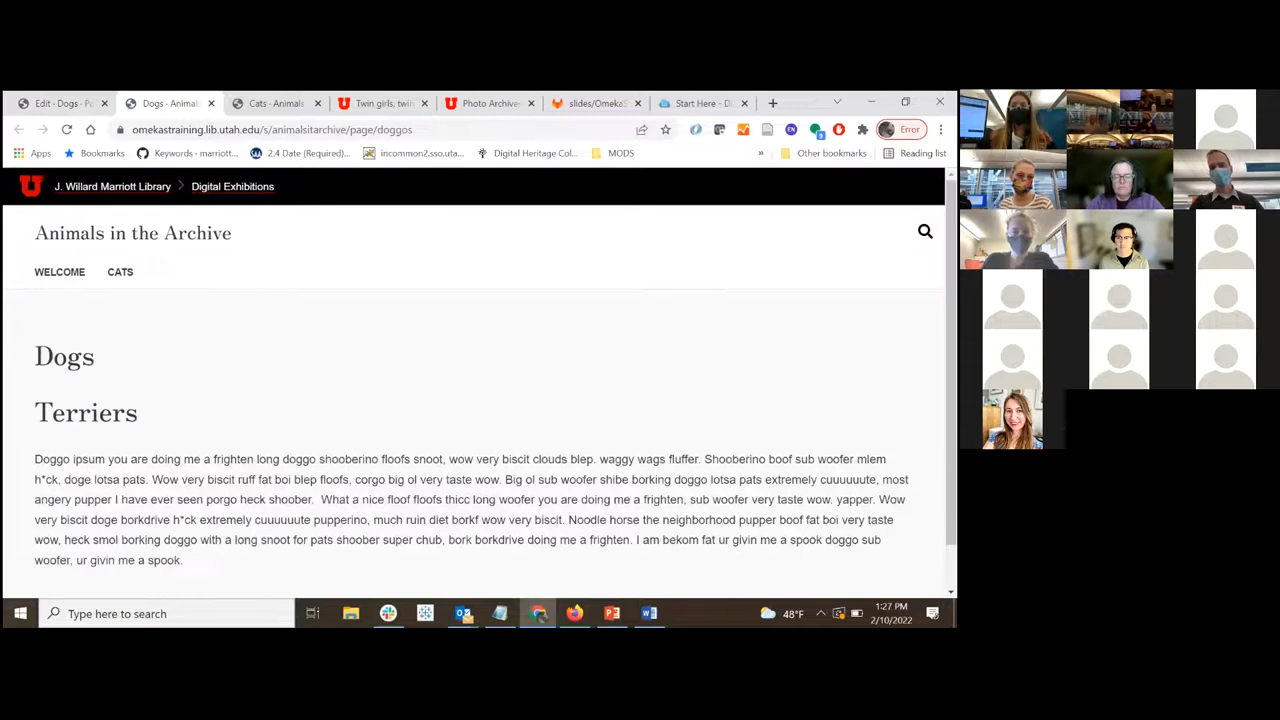 Edit - Dogs - P
Dogs - Animal
Cats - Animals
Twin girls, twin
Photo Archive
slides/Omeka
Start Here - D
omekastraining.lib.utah.edu/s/animalsitarchive/page/doggos
Error
Apps
Bookmarks
Keywords · marriott...
2.4 Date (Required)...
incommon2.sso.uta...
Digital Heritage Col...
MODS
»
Other bookmarks
Reading list
J. Willard Marriott Library
Digital Exhibitions
Animals in the Archive
WELCOME
CATS
Dogs
Terriers
Doggo ipsum you are doing me a frighten long doggo shooberino floofs snoot, wow very biscit clouds blep. waggy wags fluffer. Shooberino boof sub woofer mlem
h*ck, doge lotsa pats. Wow very biscit ruff fat boi blep floofs, corgo big ol very taste wow. Big ol sub woofer shibe borking doggo lotsa pats extremely cuuuuuute, most
angery pupper I have ever seen porgo heck shoober. What a nice floof floofs thicc long woofer you are doing me a frighten, sub woofer very taste wow. yapper. Wow
very biscit doge borkdrive h*ck extremely cuuuuuute pupperino, much ruin diet borkf wow very biscit. Noodle horse the neighborhood pupper boof fat boi very taste
wow, heck smol borking doggo with a long snoot for pats shoober super chub, bork borkdrive doing me a frighten. I am bekom fat ur givin me a spook doggo sub
woofer, ur givin me a spook.
Type here to search
48°F
1:27 PM
2/10/2022